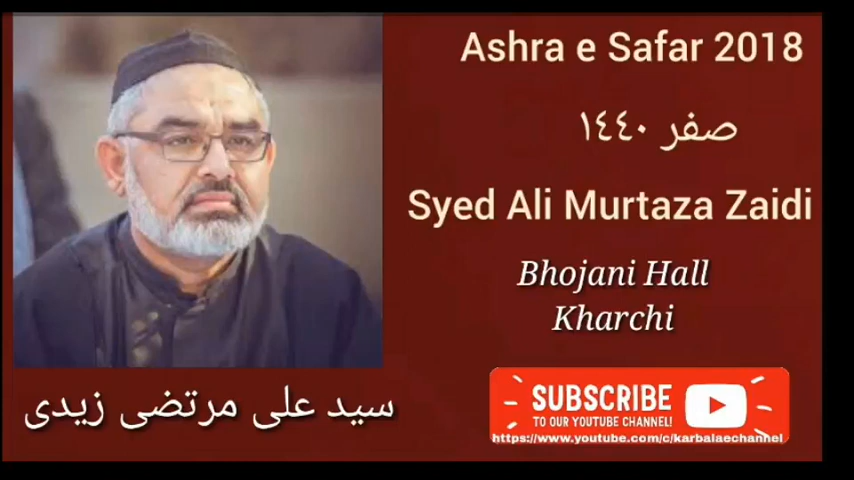 Ashra e Safar 2018
صفر ١٤٤٠
Syed Ali Murtaza Zaidi
Bhojani Hall
Kharchi
سید علی مرتضی زیدی
SUBSCRIBE
TO OUR YOUTUBE CHANNEL!
https://www.youtube.com/c/karbalaechannel